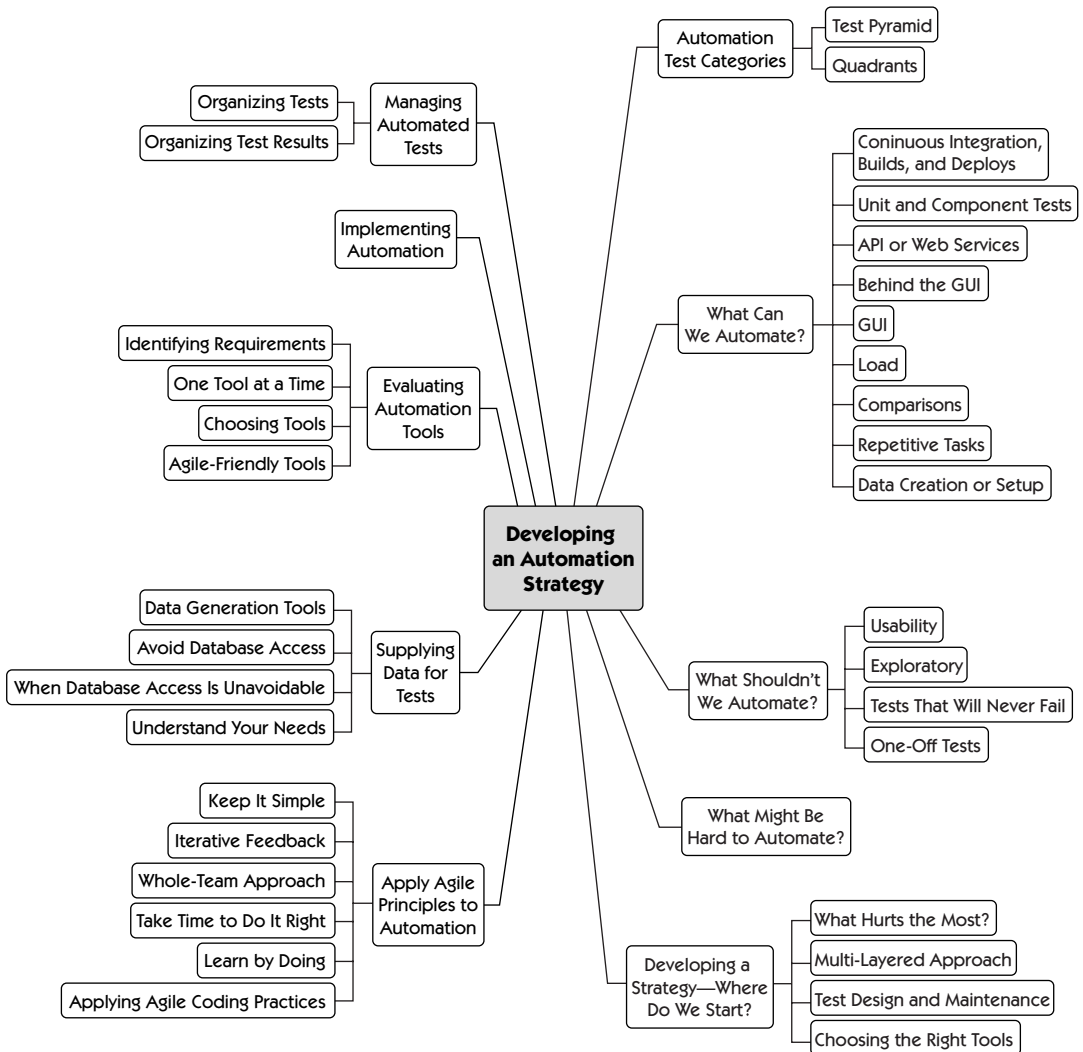 Automation
Test Categories
Test Pyramid
Quadrants
Managing
Automated
Tests
Organizing Tests
Organizing Test Results
Coninuous Integration,
Builds, and Deploys
Unit and Component Tests
API or Web Services
Behind the GUI
GUI
Load
Comparisons
Repetitive Tasks
Data Creation or Setup
What Can
We Automate?
Implementing
Automation
Identifying Requirements
One Tool at a Time
Choosing Tools
Agile-Friendly Tools
Evaluating
Automation
Tools
Developing
an Automation
Strategy
Data Generation Tools
Avoid Database Access
When Database Access Is Unavoidable
Understand Your Needs
Supplying
Data for
Tests
What Shouldn’t
We Automate?
Usability
Exploratory
Tests That Will Never Fail
One-Off Tests
Keep It Simple
Iterative Feedback
Whole-Team Approach
Take Time to Do It Right
Learn by Doing
Applying Agile Coding Practices
Apply Agile
Principles to
Automation
What Might Be
Hard to Automate?
Developing a
Strategy—Where
Do We Start?
What Hurts the Most?
Multi-Layered Approach
Test Design and Maintenance
Choosing the Right Tools